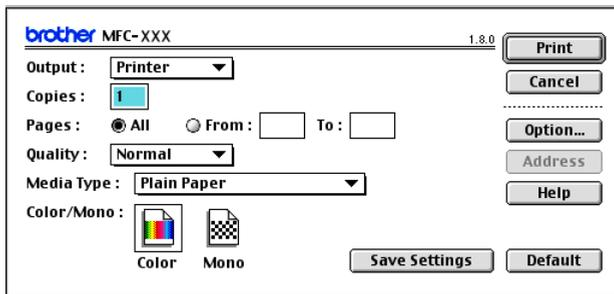 brother MFC-XXX 1.8.0
Print
Output : Printer
Cancel
Copies : 1
Pages : All From : To :
Option...
Quality : Normal
Address
Media Type : Plain Paper
Help
Color/Mono :
Color Mono
Save Settings Default